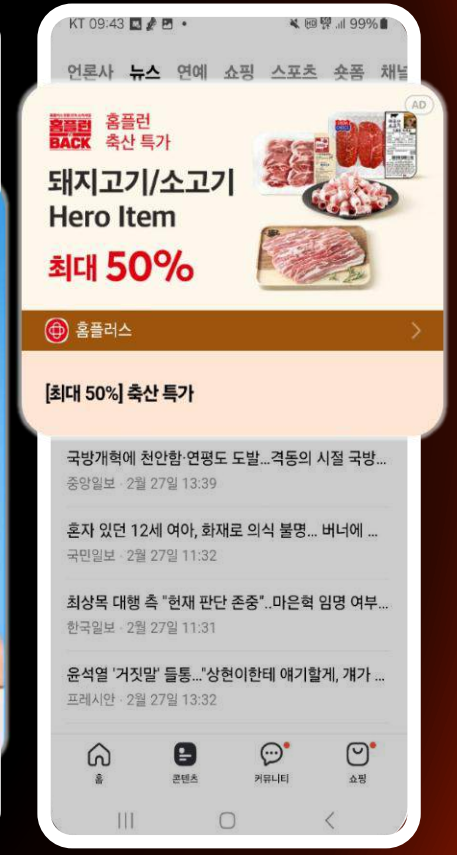 KT 09:43
99%
언론사 뉴스 연예 쇼핑 스포츠 숏폼 채널
AD
홈플런
BACK
홈플런
축산 특가
돼지고기/소고기
Hero Item
최대 50%
홈플러스
[최대 50%] 축산 특가
국방개혁에 천안함·연평도 도발...격동의 시절 국방...
중앙일보 · 2월 27일 13:39
혼자 있던 12세 여아, 화재로 의식 불명... 버너에 ...
국민일보 · 2월 27일 11:32
최상목 대행 측 "헌재 판단 존중"..마은혁 임명 여부...
한국일보 · 2월 27일 11:31
윤석열 '거짓말' 들통..."상현이한테 얘기할게, 걔가 ...
프레시안 · 2월 27일 13:32
홈 콘텐츠 커뮤니티 쇼핑